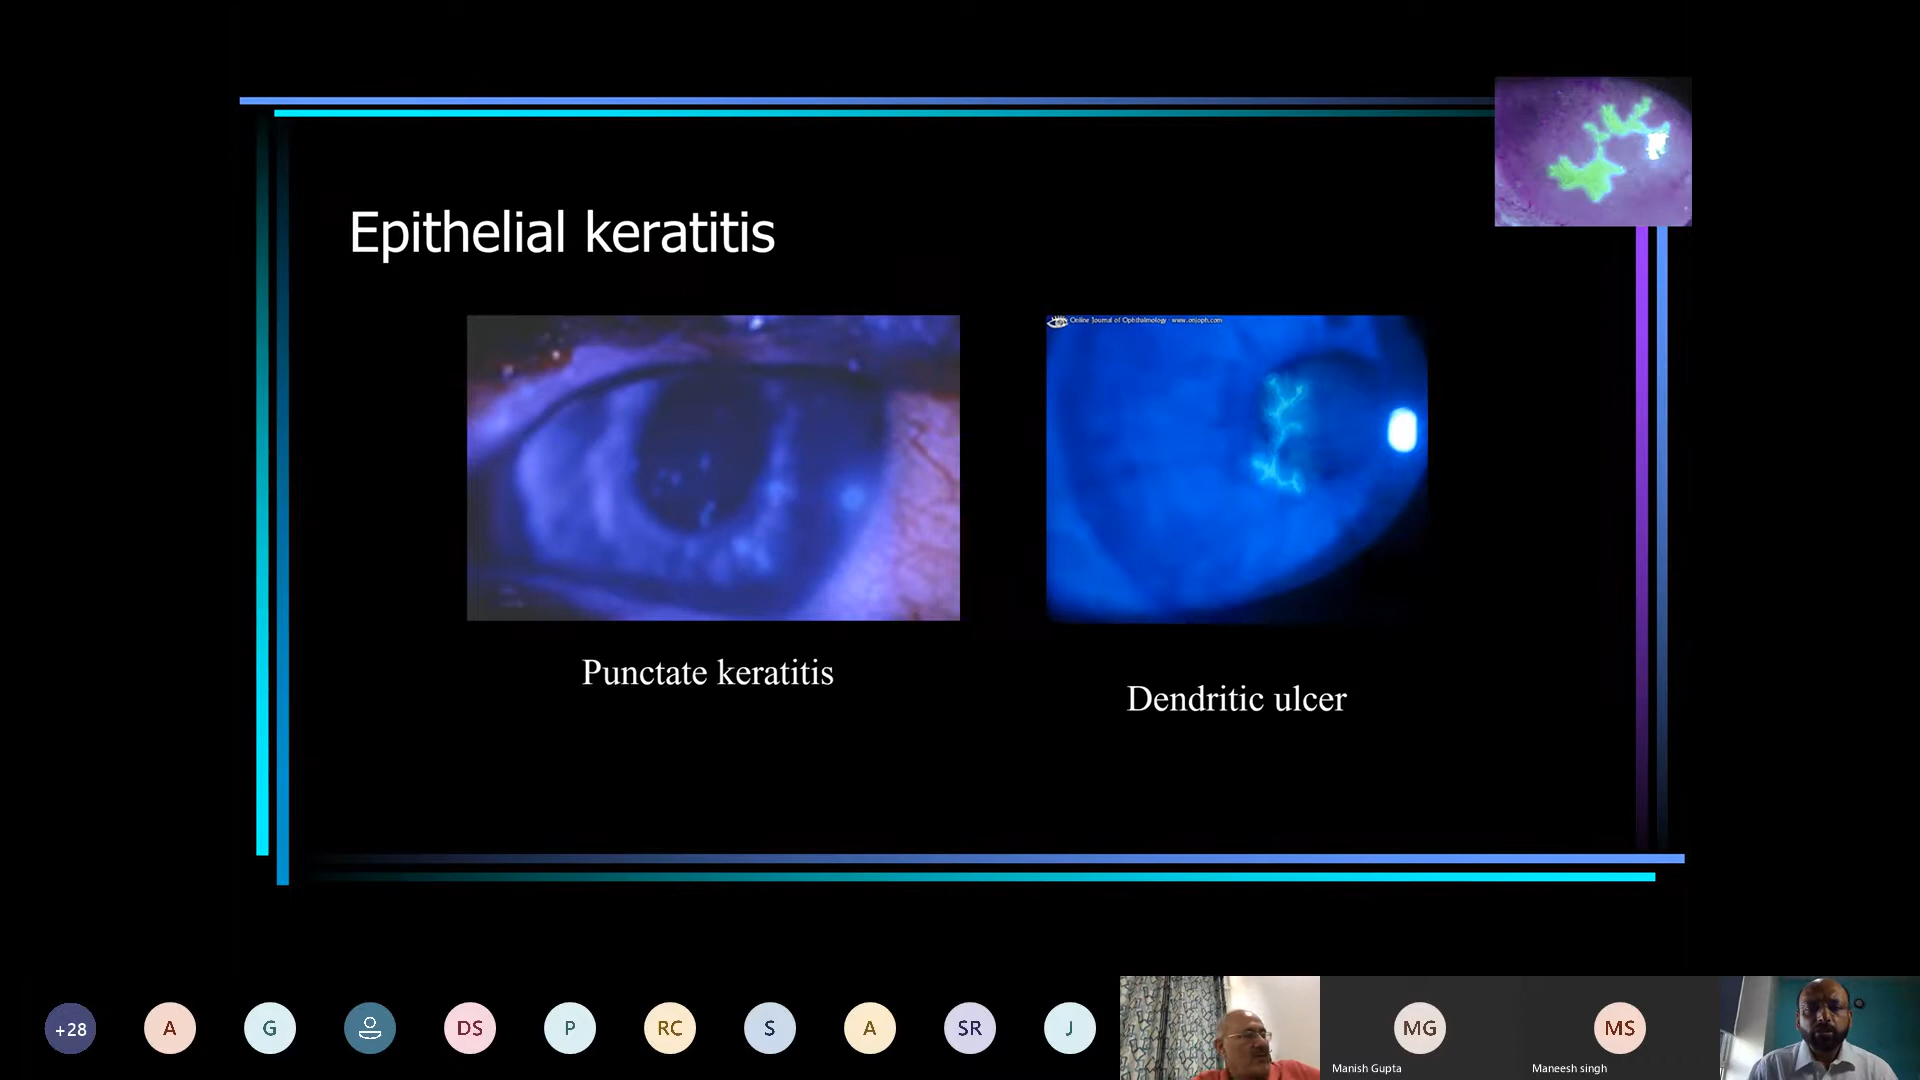 Epithelial keratitis
Online Journal of Ophthalmology - www.onjoph.com
Punctate keratitis
Dendritic ulcer
+28
A
G
DS
P
RC
S
A
SR
J
MG
Manish Gupta
MS
Maneesh singh